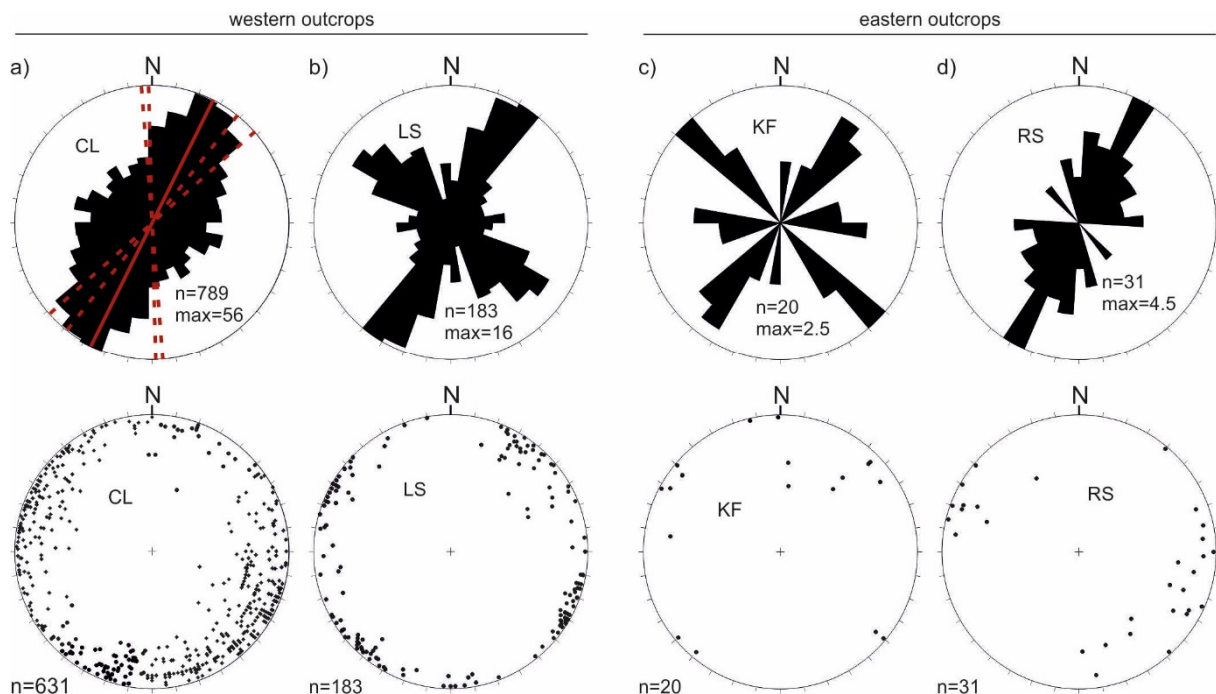 western outcrops
eastern outcrops
a)
N
CL
n=789
max=56
b)
N
LS
n=183
max=16
c)
N
KF
n=20
max=2.5
d)
N
RS
n=31
max=4.5
N
CL
n=631
N
LS
n=183
N
KF
n=20
N
RS
n=31